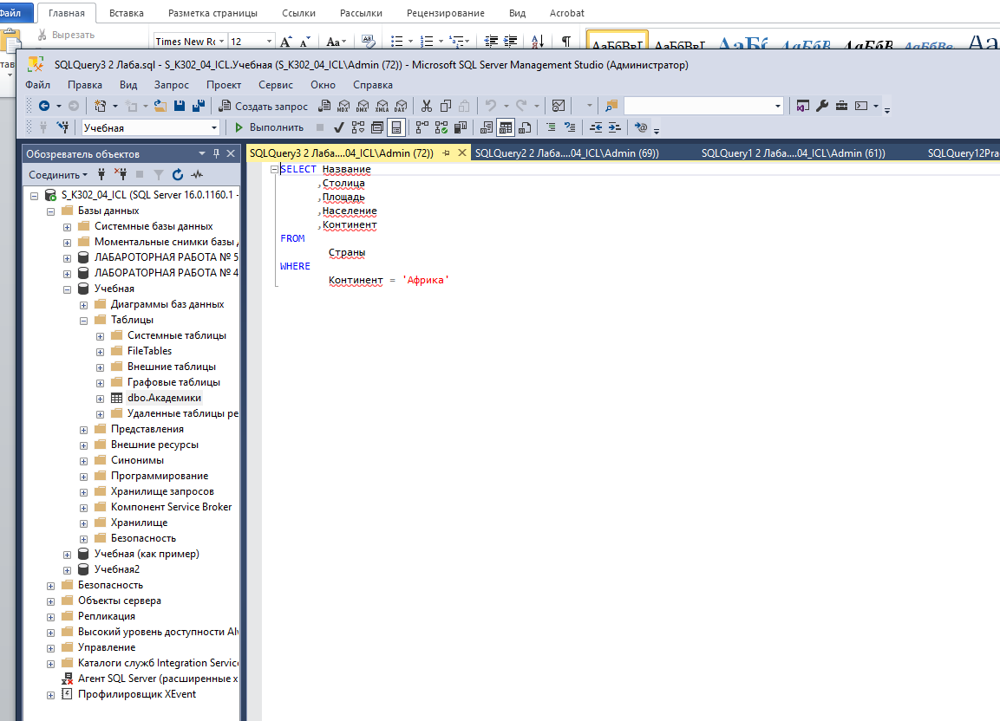 Файл Главная Вставка Разметка страницы Ссылки Рассылки Рецензирование Вид Acrobat
Вырезать
Times New Rc 12 Aa
АаБбВвГ АаБбВвГ
SQLQuery3 2 Лаба.sql - S_K302_04_ICL.Учебная (S_K302_04_ICL\Admin (72)) - Microsoft SQL Server Management Studio (Администратор)
Файл Правка Вид Запрос Проект Сервис Окно Справка
Создать запрос MDX DMX XMLA DAX
Учебная Выполнить
Обозреватель объектов
SQLQuery3 2 Лаба....04_ICL\Admin (72)) SQLQuery2 2 Лаба....04_ICL\Admin (69)) SQLQuery1 2 Лаба....04_ICL\Admin (61)) SQLQuery12Pra
Соединить
S_K302_04_ICL (SQL Server 16.0.1160.1 -
Базы данных
Системные базы данных
Моментальные снимки базы д
ЛАБАРОТОРНАЯ РАБОТА № 5
ЛАБОРАТОРНАЯ РАБОТА № 4
Учебная
Диаграммы баз данных
Таблицы
Системные таблицы
FileTables
Внешние таблицы
Графовые таблицы
dbo.Академики
Удаленные таблицы ре
Представления
Внешние ресурсы
Синонимы
Программирование
Хранилище запросов
Компонент Service Broker
Хранилище
Безопасность
Учебная (как пример)
Учебная2
Безопасность
Объекты сервера
Репликация
Высокий уровень доступности Al
Управление
Каталоги служб Integration Servic
Агент SQL Server (расширенные х
Профилировщик XEvent
SELECT Название
,Столица
,Площадь
,Население
,Континент
FROM
Страны
WHERE
Континент = 'Африка'